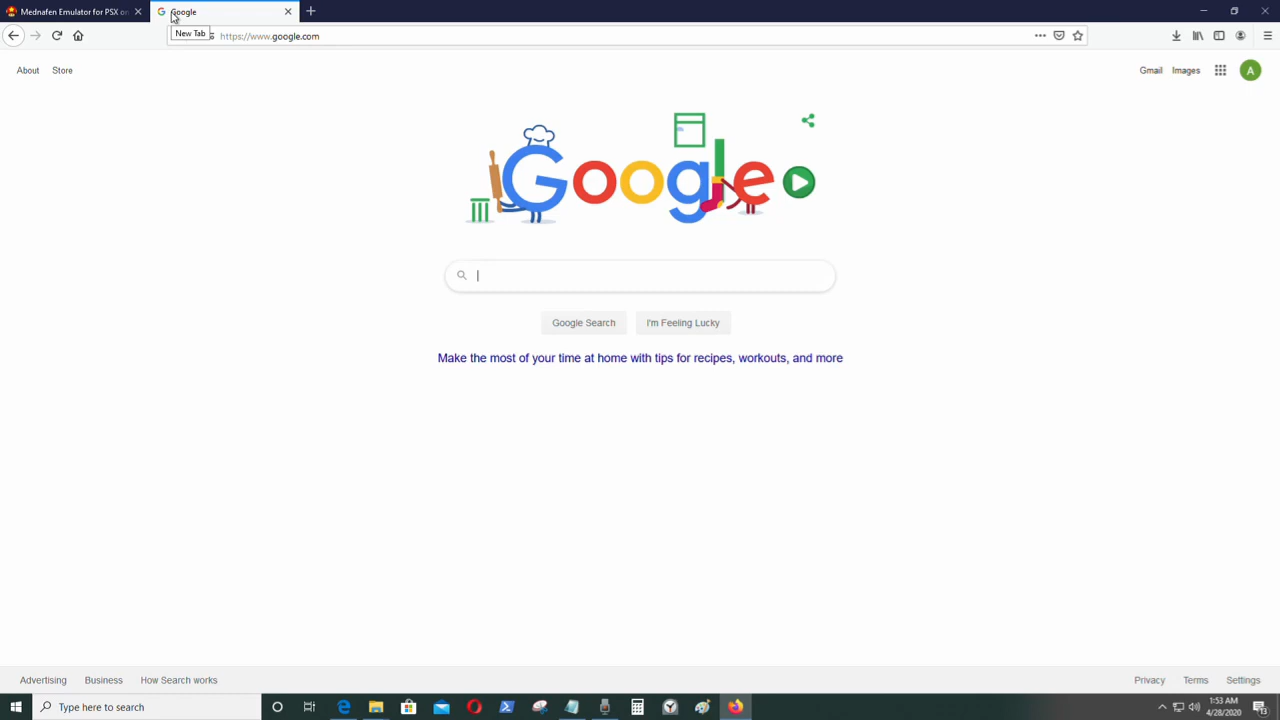 Mednafen Emulator for PSX on
Google
New Tab
https://www.google.com
About Store
Gmail Images A
Google
Google Search I'm Feeling Lucky
Make the most of your time at home with tips for recipes, workouts, and more
Advertising Business How Search works
Privacy Terms Settings
Type here to search
1:53 AM
4/28/2020
13